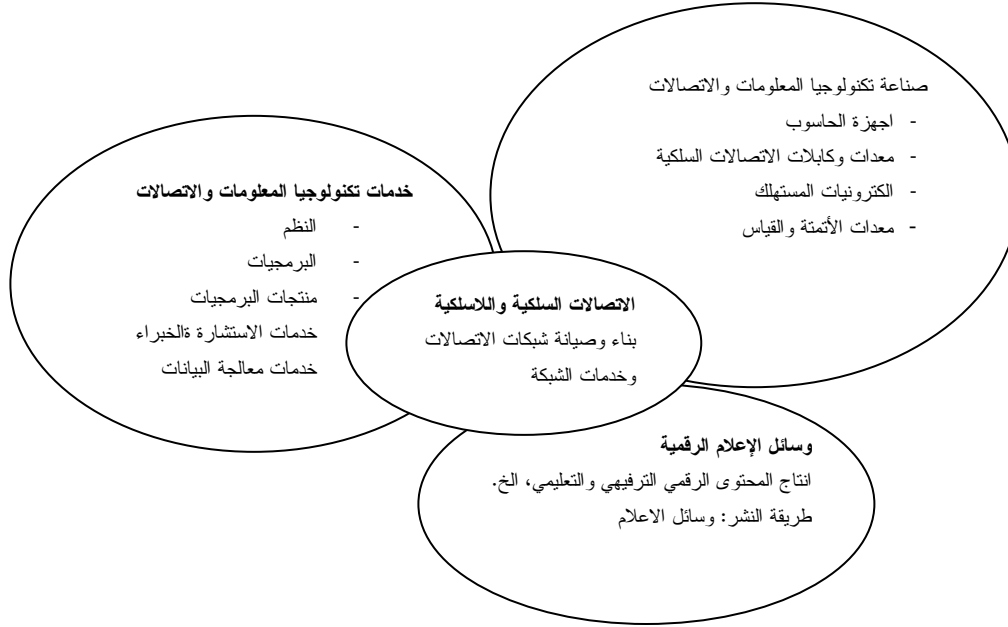 صناعة تكنولوجيا المعلومات والاتصالات
- اجهزة الحاسوب
- معدات وكابلات الاتصالات السلكية
- الكترونيات المستهلك
- معدات الأتمتة والقياس
خدمات تكنولوجيا المعلومات والاتصالات
- النظم
- البرمجيات
- منتجات البرمجيات
خدمات الاستشارة ةالخبراء
خدمات معالجة البيانات
الاتصالات السلكية واللاسلكية
بناء وصيانة شبكات الاتصالات
وخدمات الشبكة
وسائل الإعلام الرقمية
انتاج المحتوى الرقمي الترفيهي والتعليمي، الخ.
طريقة النشر: وسائل الاعلام